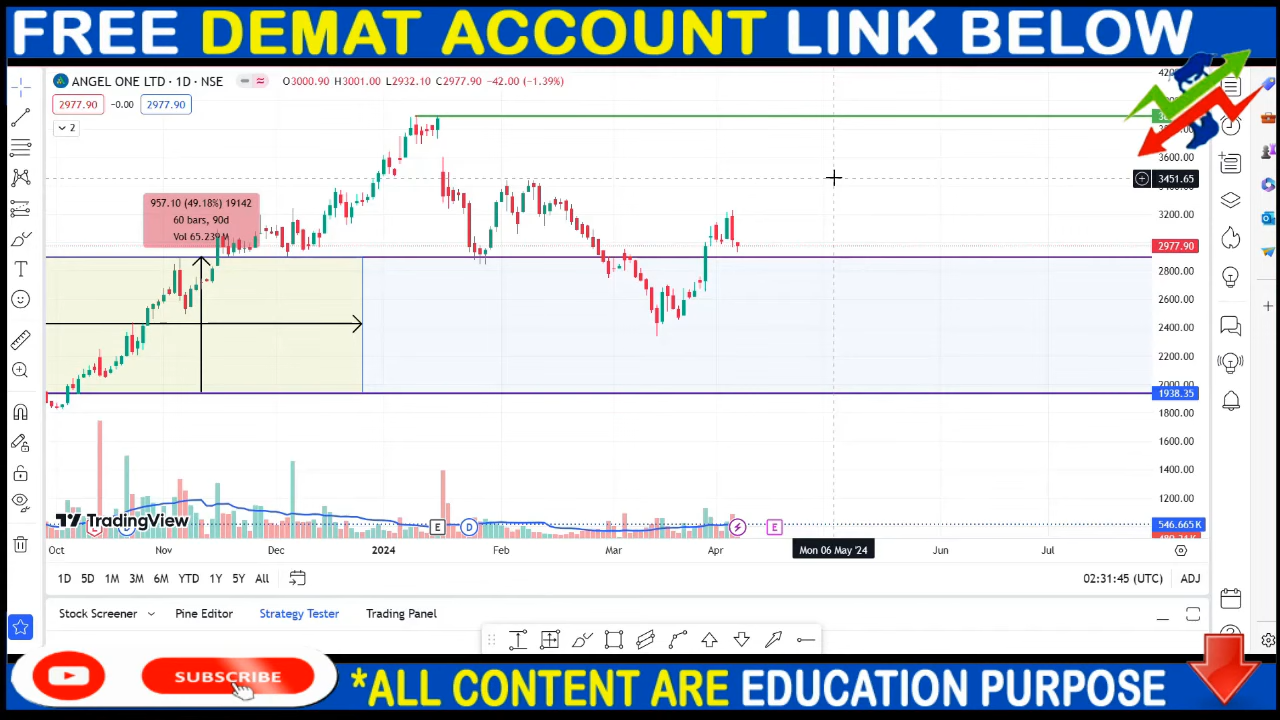 FREE DEMAT ACCOUNT LINK BELOW
ANGEL ONE LTD · 1D · NSE O3000.90 H3001.00 L2932.10 C2977.90 -42.00 (-1.39%)
2977.90 -0.00 2977.90
2
3600.00
3451.65
3200.00
2977.90
2800.00
2600.00
2400.00
2200.00
2000.00
1938.35
1800.00
1600.00
1400.00
1200.00
546.665K
957.10 (49.18%) 19142
60 bars, 90d
Vol 65.239M
TradingView
E D E
Oct Nov Dec 2024 Feb Mar Apr Mon 06 May '24 Jun Jul
1D 5D 1M 3M 6M YTD 1Y 5Y All 02:31:45 (UTC) ADJ
Stock Screener Pine Editor Strategy Tester Trading Panel
SUBSCRIBE
*ALL CONTENT ARE EDUCATION PURPOSE